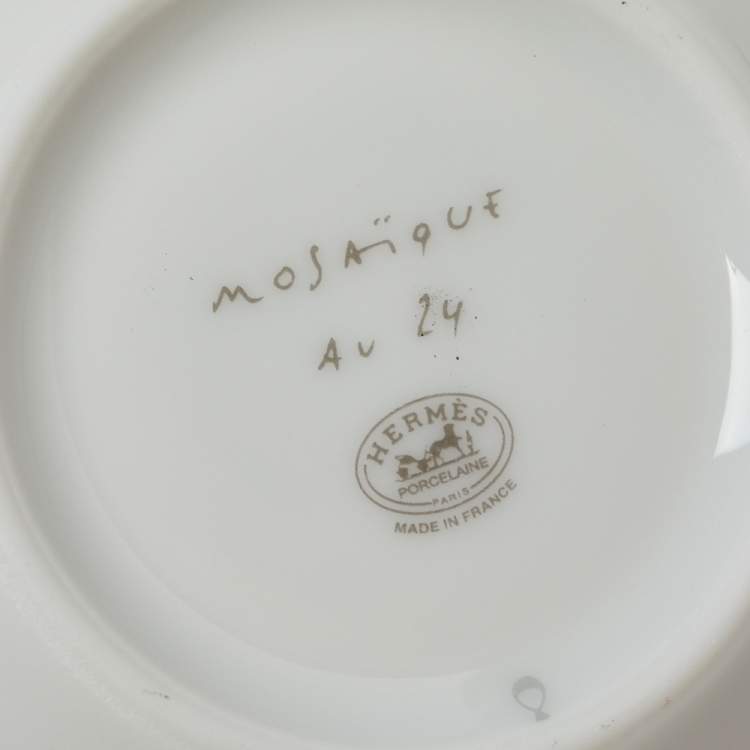 MOSAÏQUE
AU 24
HERMÈS
PORCELAINE
PARIS
MADE IN FRANCE